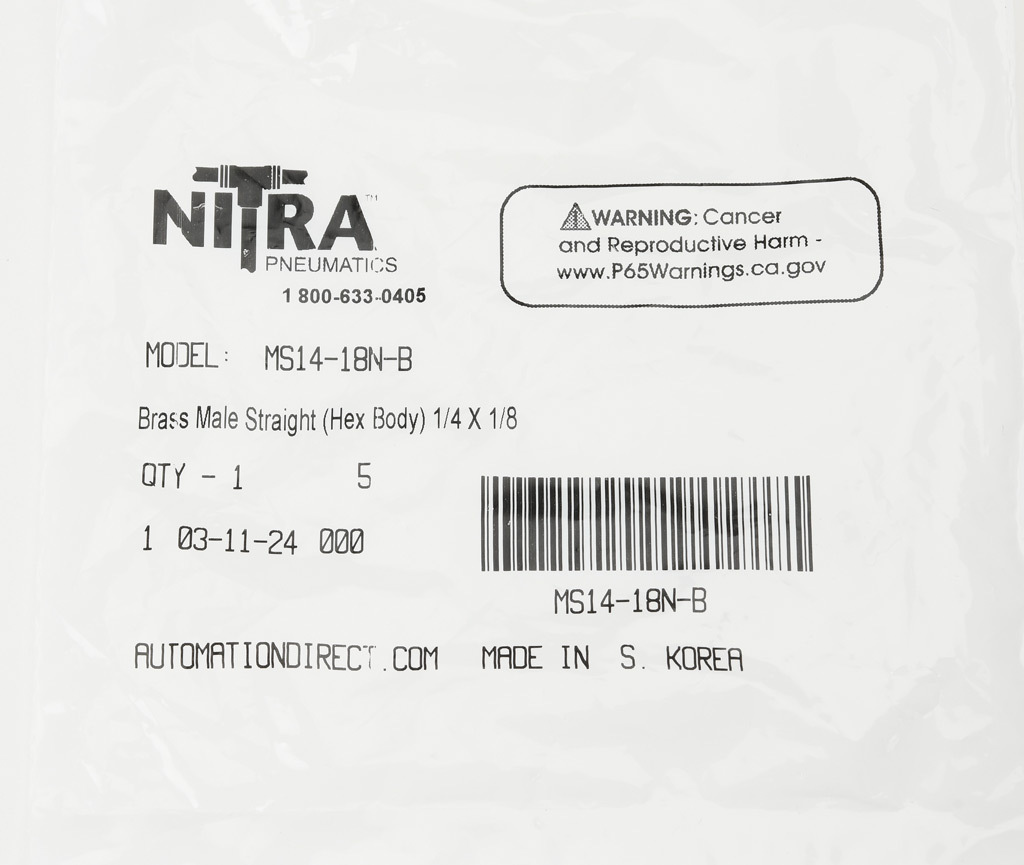 NITRA™
PNEUMATICS
1 800-633-0405
⚠WARNING: Cancer
and Reproductive Harm -
www.P65Warnings.ca.gov
MODEL: MS14-18N-B
Brass Male Straight (Hex Body) 1/4 X 1/8
QTY - 1 5
1 03-11-24 000
MS14-18N-B
AUTOMATIONDIRECT.COM MADE IN S. KOREA